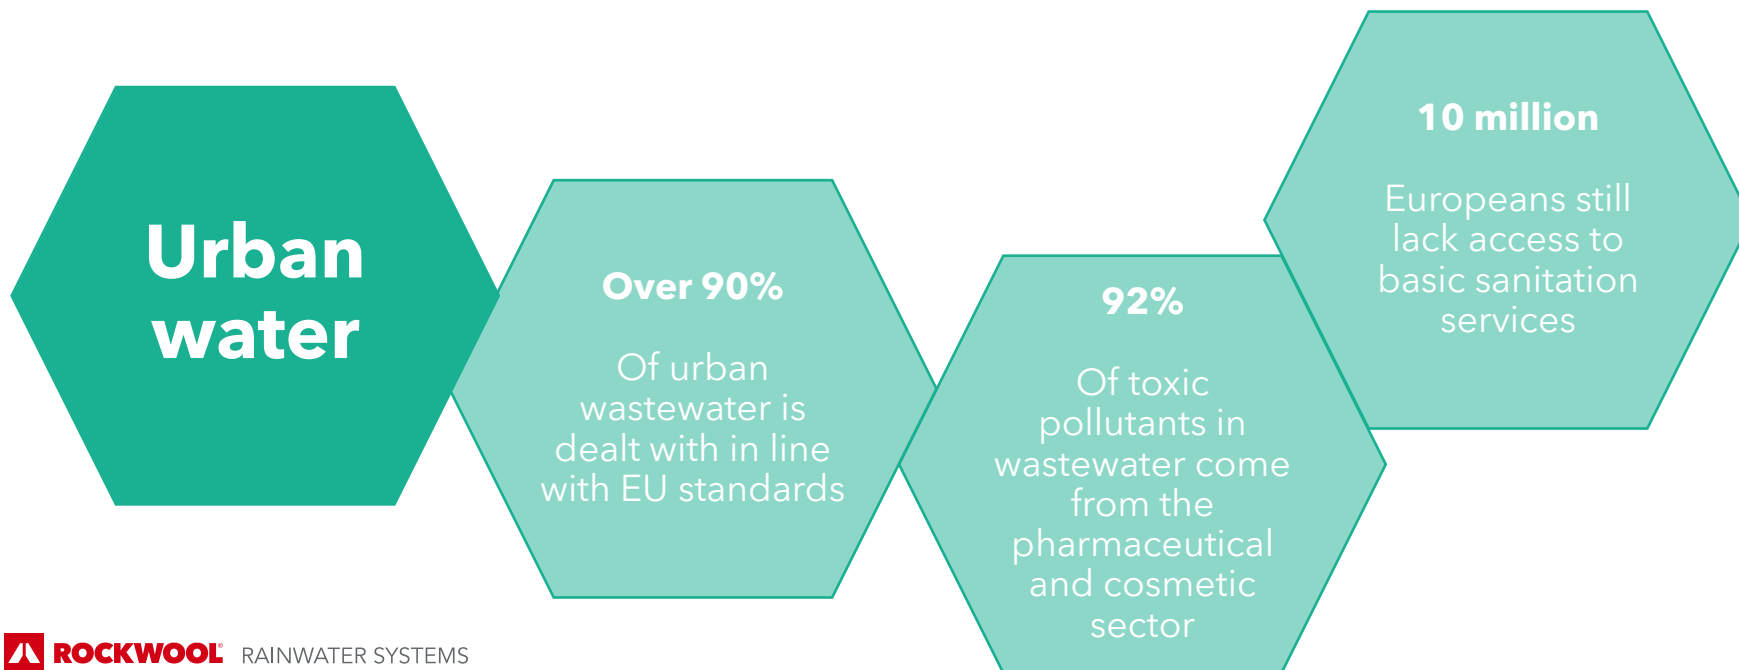 Urban
water
Over 90%
Of urban
wastewater is
dealt with in line
with EU standards
92%
Of toxic
pollutants in
wastewater come
from the
pharmaceutical
and cosmetic
sector
10 million
Europeans still
lack access to
basic sanitation
services
ROCKWOOL® RAINWATER SYSTEMS